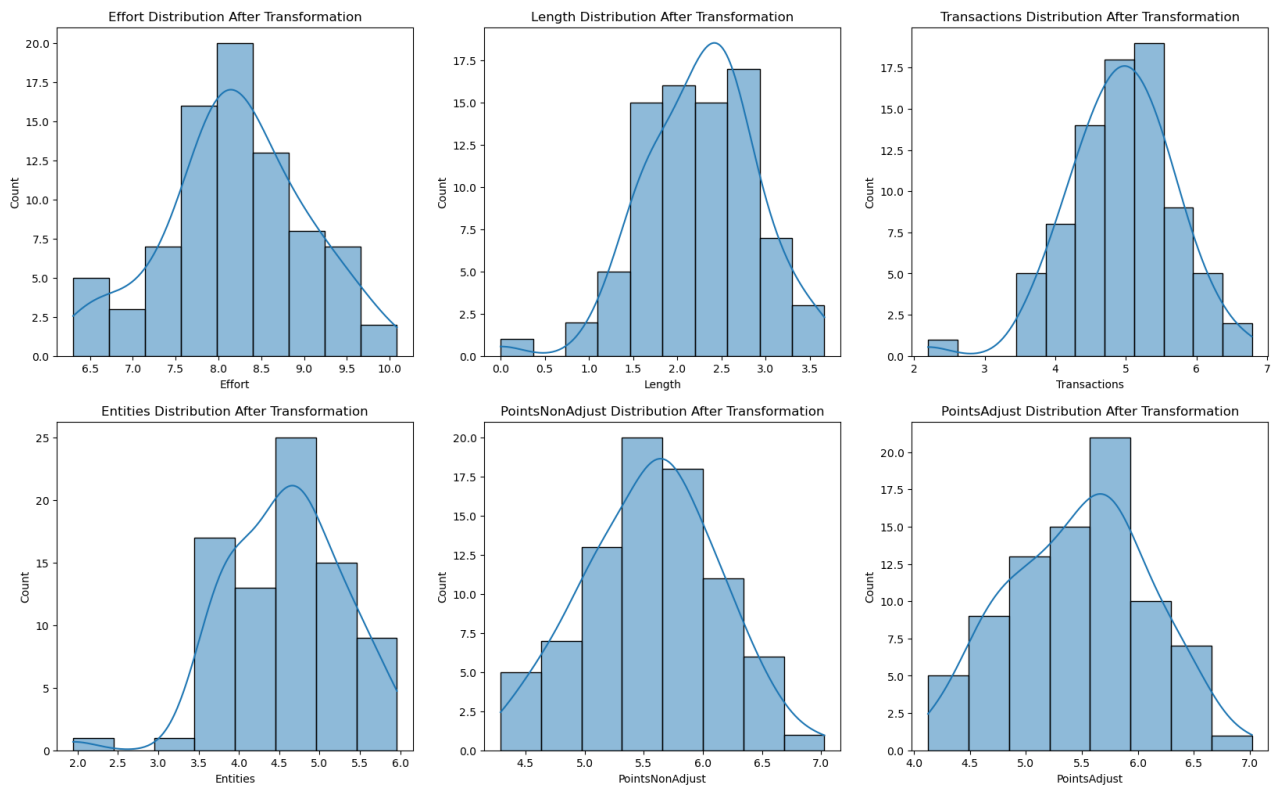 Effort Distribution After Transformation
20.0
17.5
15.0
12.5
10.0
7.5
5.0
2.5
0.0
Count
6.5 7.0 7.5 8.0 8.5 9.0 9.5 10.0
Effort
Length Distribution After Transformation
17.5
15.0
12.5
10.0
7.5
5.0
2.5
0.0
Count
0.0 0.5 1.0 1.5 2.0 2.5 3.0 3.5
Length
Transactions Distribution After Transformation
17.5
15.0
12.5
10.0
7.5
5.0
2.5
0.0
Count
2 3 4 5 6 7
Transactions
Entities Distribution After Transformation
25
20
15
10
5
0
Count
2.0 2.5 3.0 3.5 4.0 4.5 5.0 5.5 6.0
Entities
PointsNonAdjust Distribution After Transformation
20.0
17.5
15.0
12.5
10.0
7.5
5.0
2.5
0.0
Count
4.5 5.0 5.5 6.0 6.5 7.0
PointsNonAdjust
PointsAdjust Distribution After Transformation
20.0
17.5
15.0
12.5
10.0
7.5
5.0
2.5
0.0
Count
4.0 4.5 5.0 5.5 6.0 6.5 7.0
PointsAdjust